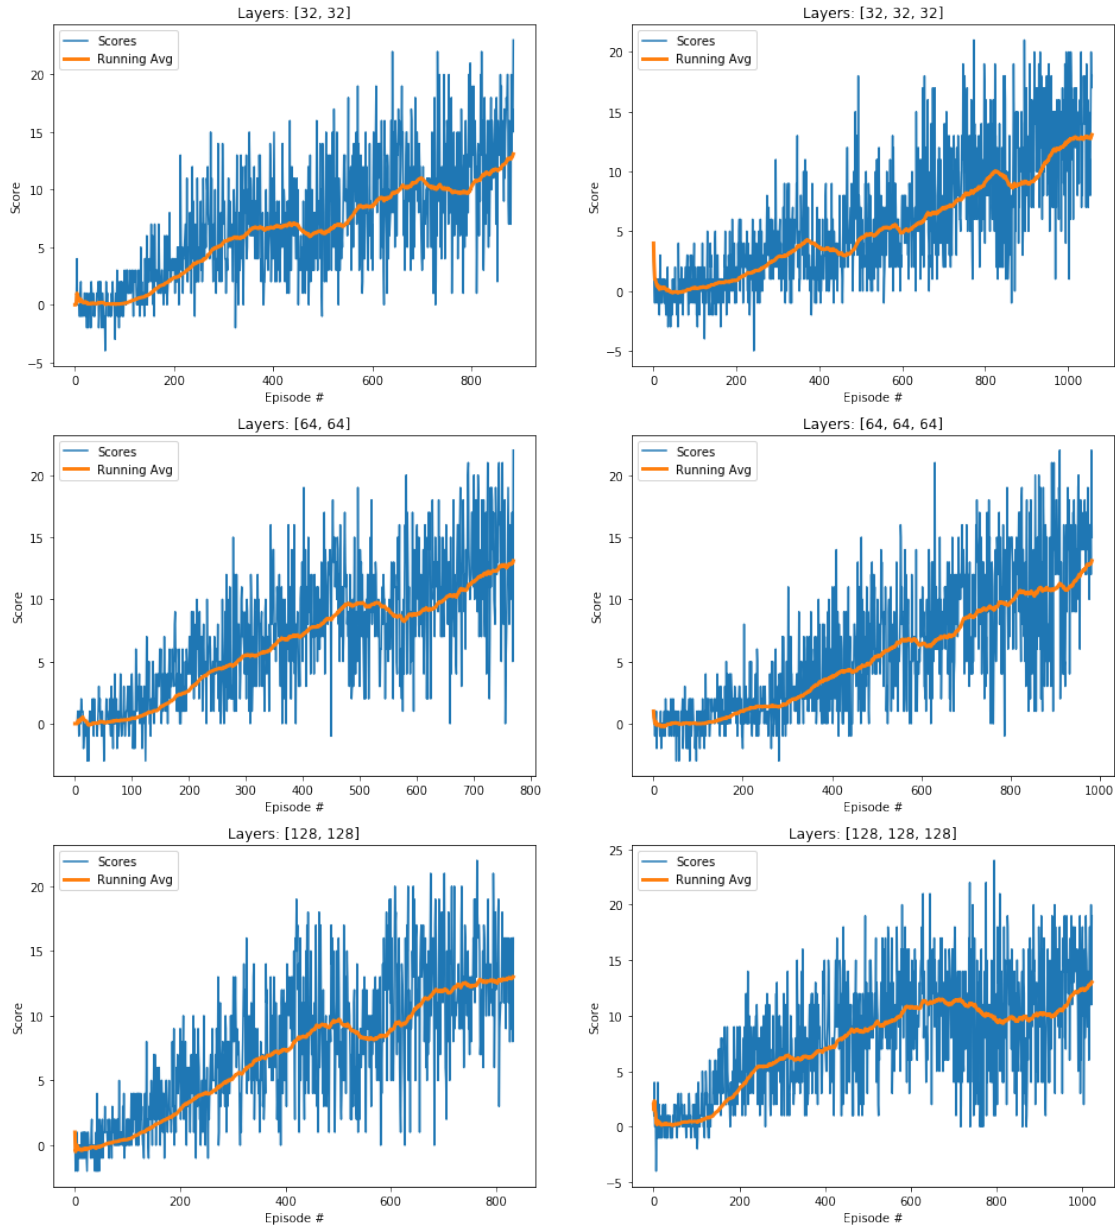 Layers: [32, 32]
Scores
Running Avg
20
15
10
5
0
−5
Score
0
200
400
600
800
Episode #
Layers: [32, 32, 32]
Scores
Running Avg
20
15
10
5
0
−5
Score
0
200
400
600
800
1000
Episode #
Layers: [64, 64]
Scores
Running Avg
20
15
10
5
0
Score
0
100
200
300
400
500
600
700
800
Episode #
Layers: [64, 64, 64]
Scores
Running Avg
20
15
10
5
0
Score
0
200
400
600
800
1000
Episode #
Layers: [128, 128]
Scores
Running Avg
20
15
10
5
0
Score
0
200
400
600
800
Episode #
Layers: [128, 128, 128]
Scores
Running Avg
25
20
15
10
5
0
−5
Score
0
200
400
600
800
1000
Episode #